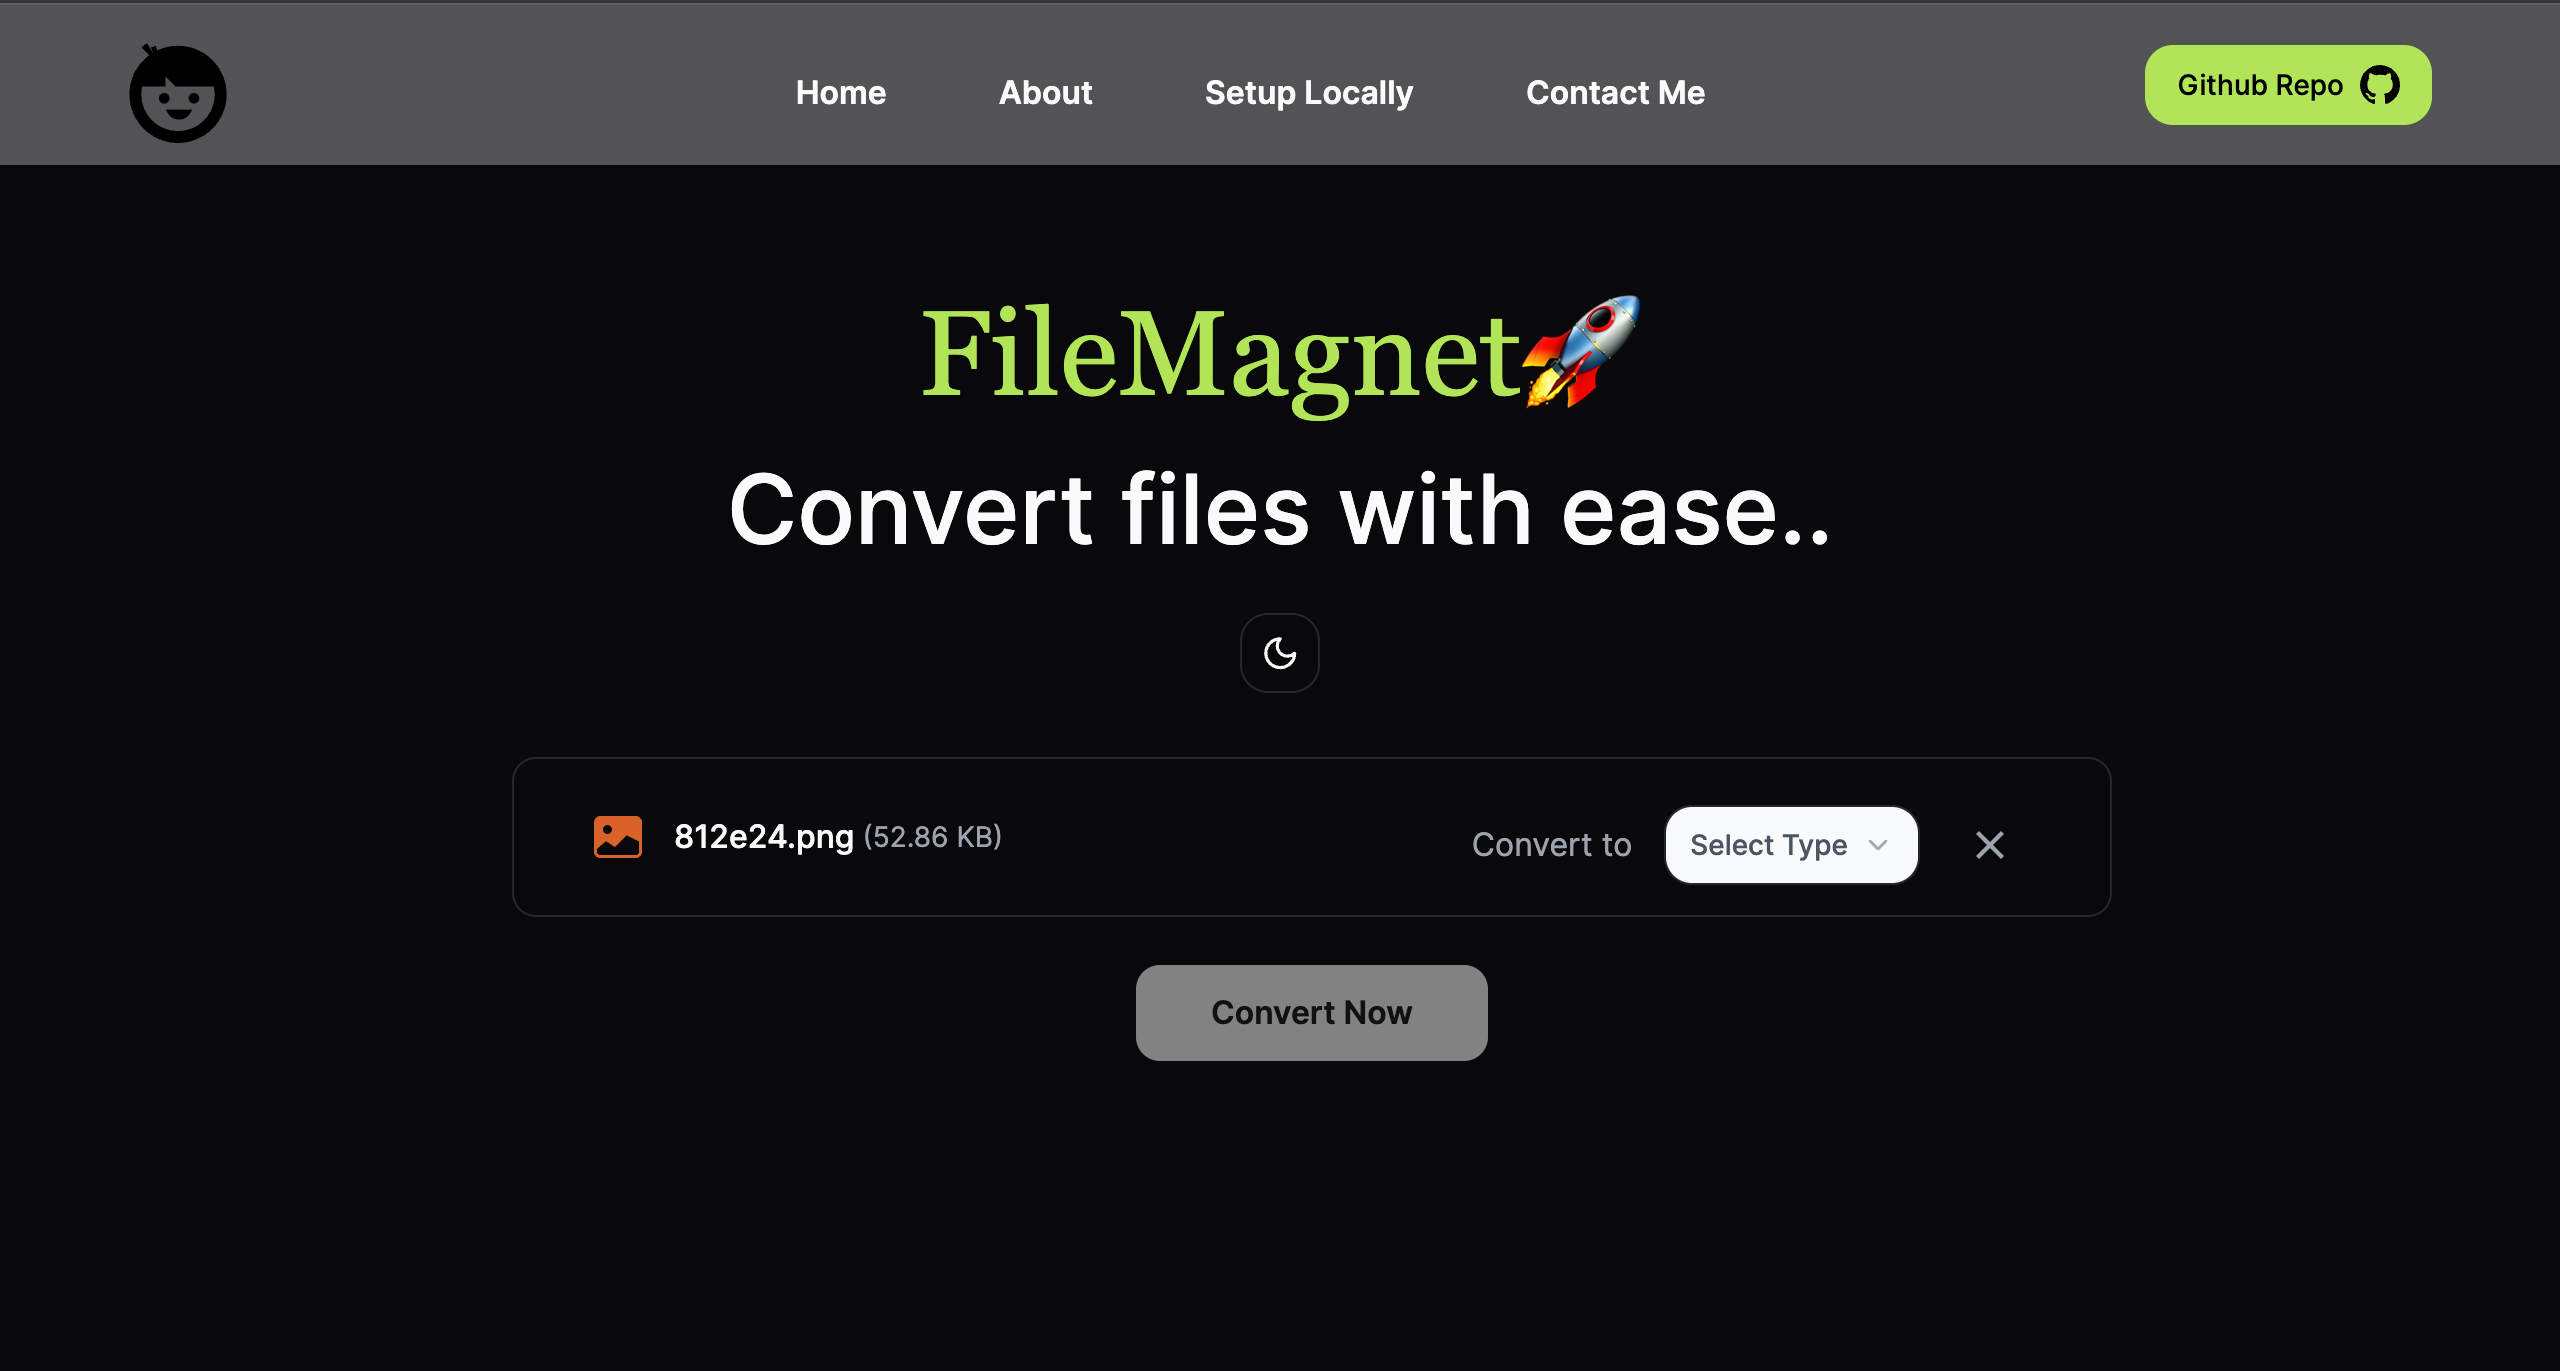 Home About Setup Locally Contact Me Github Repo
FileMagnet🚀
Convert files with ease..
812e24.png (52.86 KB) Convert to Select Type
Convert Now